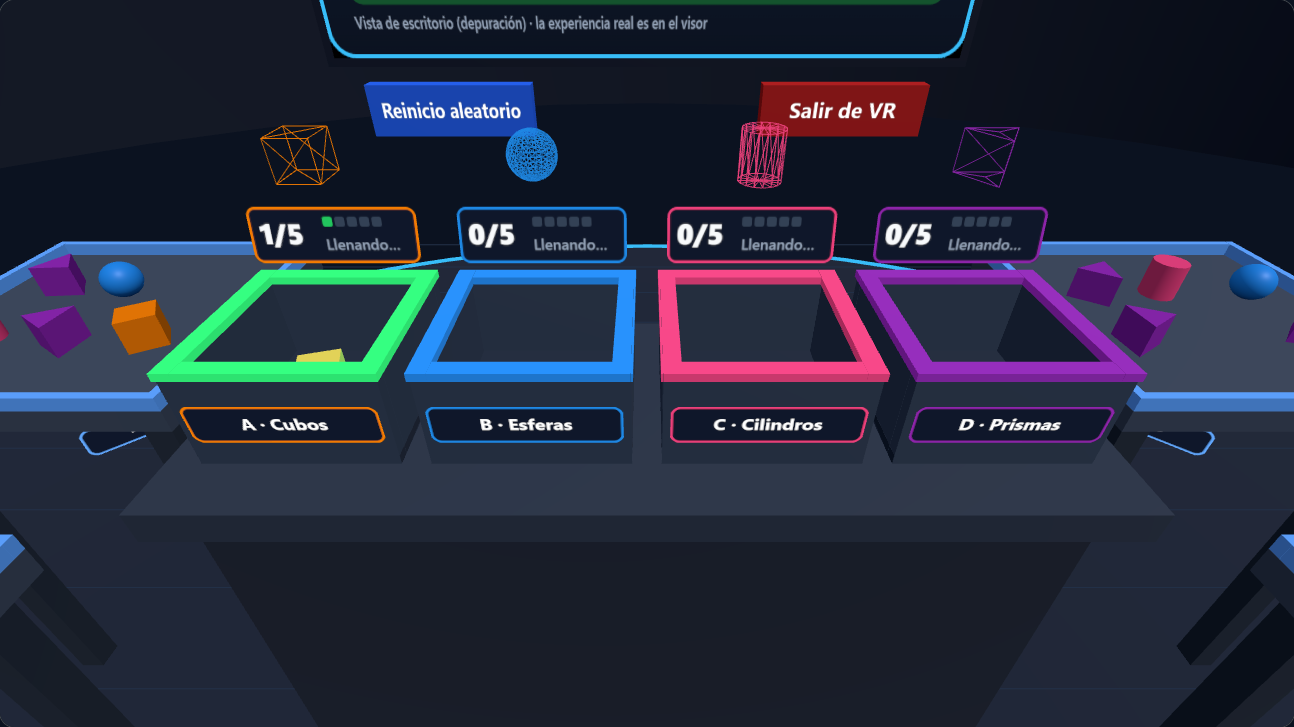 Vista de escritorio (depuración) · la experiencia real es en el visor
Reinicio aleatorio
Salir de VR
1/5
Llenando...
0/5
Llenando...
0/5
Llenando...
0/5
Llenando...
A · Cubos
B · Esferas
C · Cilindros
D · Prismas